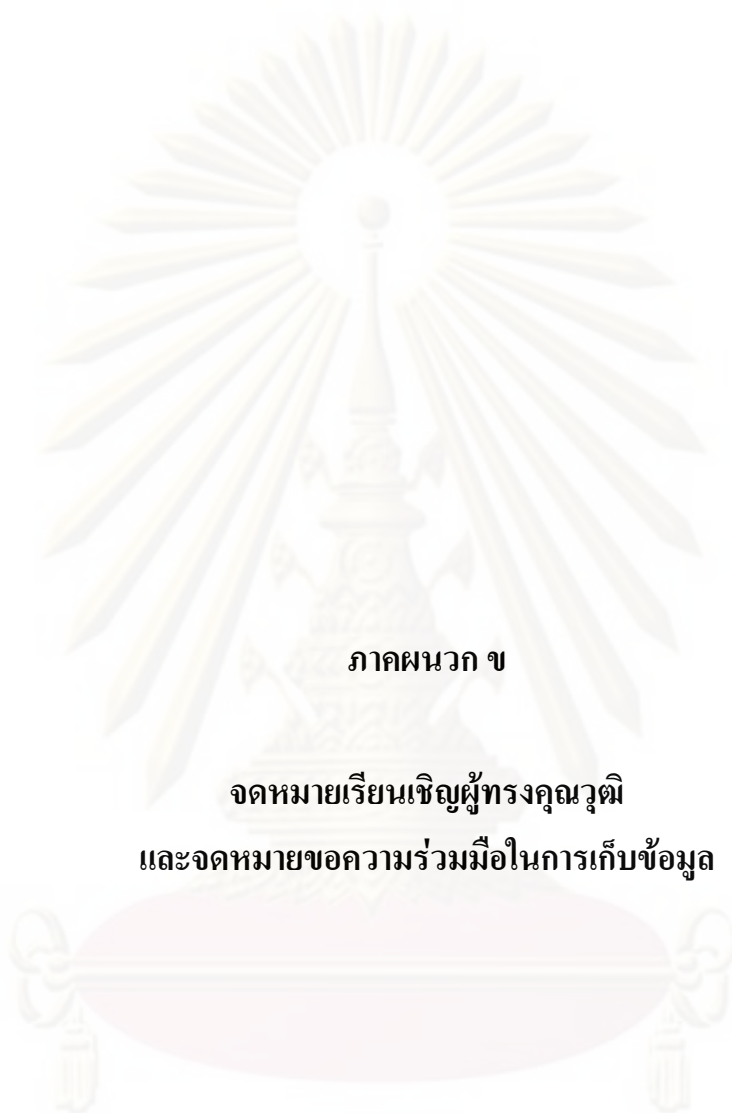 ภาคผนวก ข
จดหมายเรียนเชิญผู้ทรงคุณวุฒิ
และจดหมายขอความร่วมมือในการเก็บข้อมูล